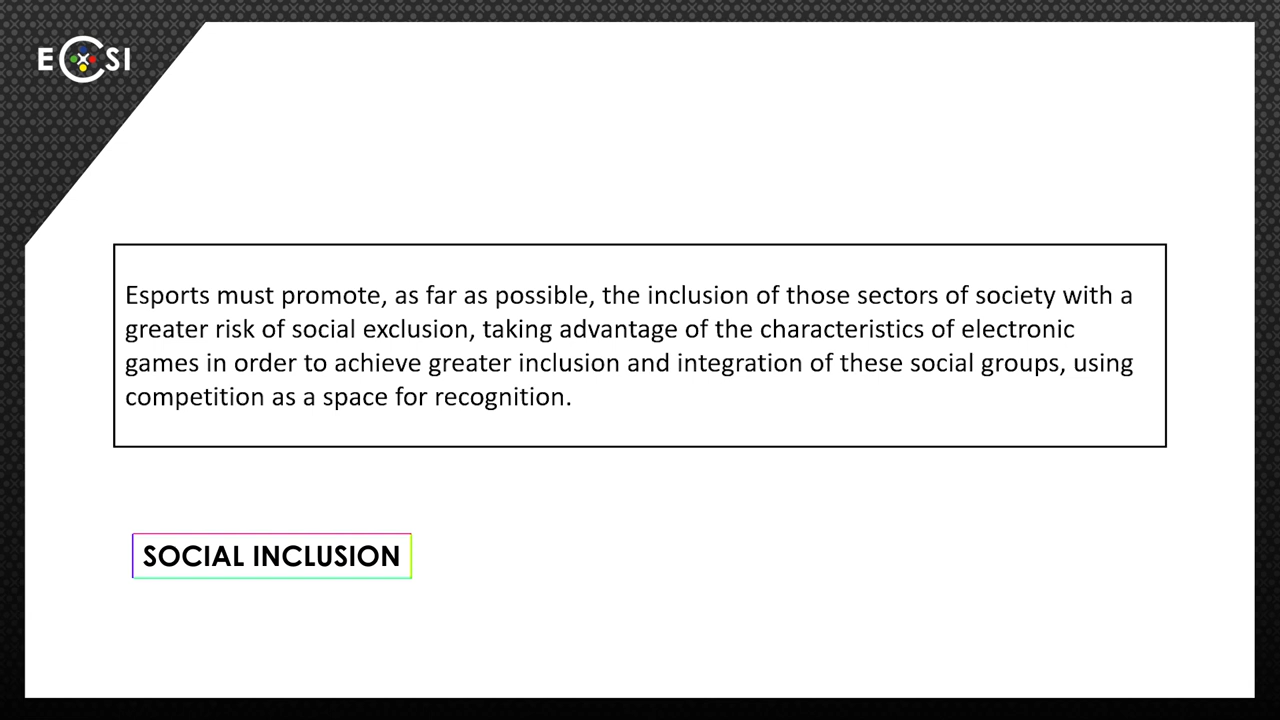 ECSI
Esports must promote, as far as possible, the inclusion of those sectors of society with a
greater risk of social exclusion, taking advantage of the characteristics of electronic
games in order to achieve greater inclusion and integration of these social groups, using
competition as a space for recognition.
SOCIAL INCLUSION